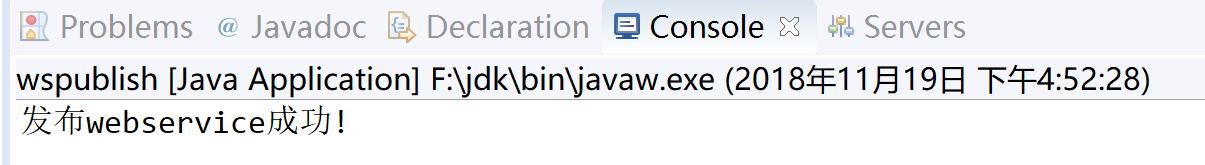 Problems @ Javadoc Declaration Console Servers
wspublish [Java Application] F:\jdk\bin\javaw.exe (2018年11月19日 下午4:52:28)
发布webservice成功!